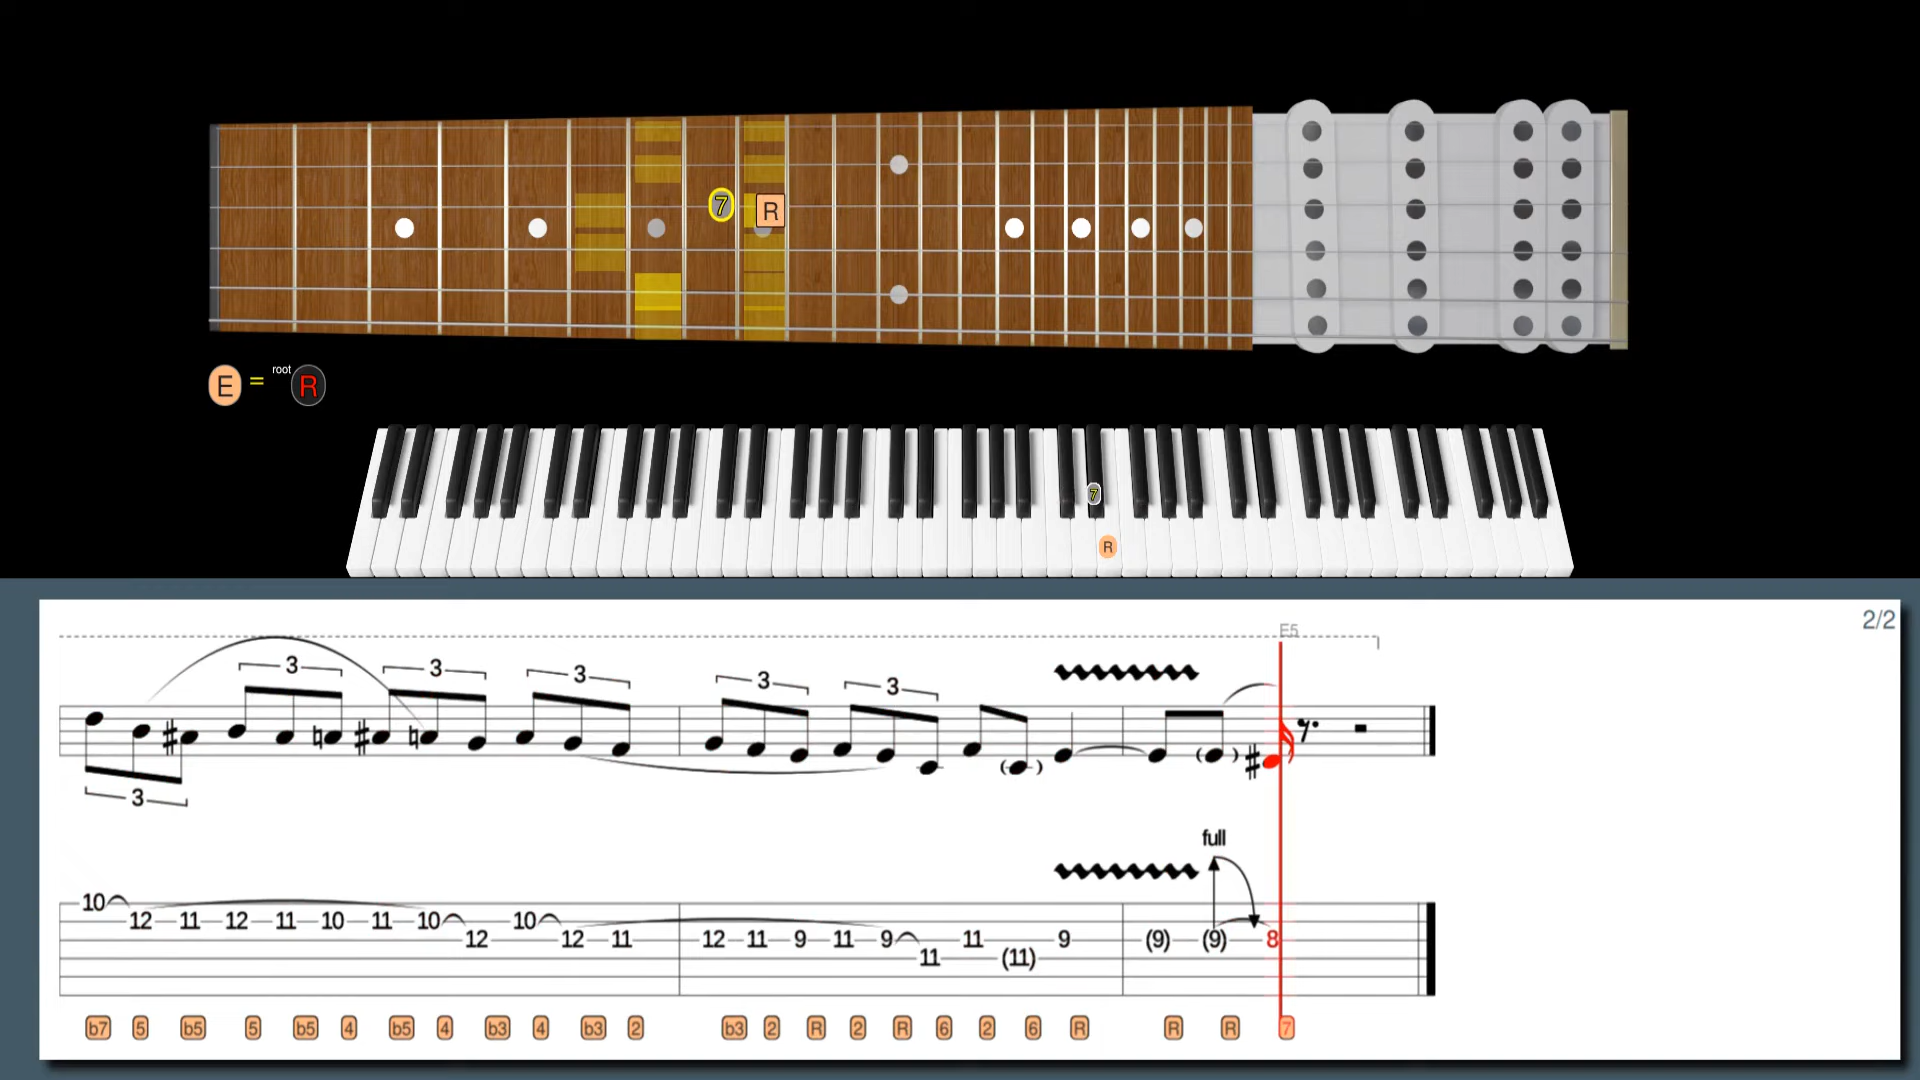 7 R
root
E = R
7
R
2/2
E5
3 3 3 3 3
3
full
10 12 11 12 11 10 11 10 12 10 12 11 12 11 9 11 9 11 11 (11) 9 (9) (9) 8
b7 5 b5 5 b5 4 b5 4 b3 4 b3 2 b3 2 R 2 R 6 2 6 R R R 7